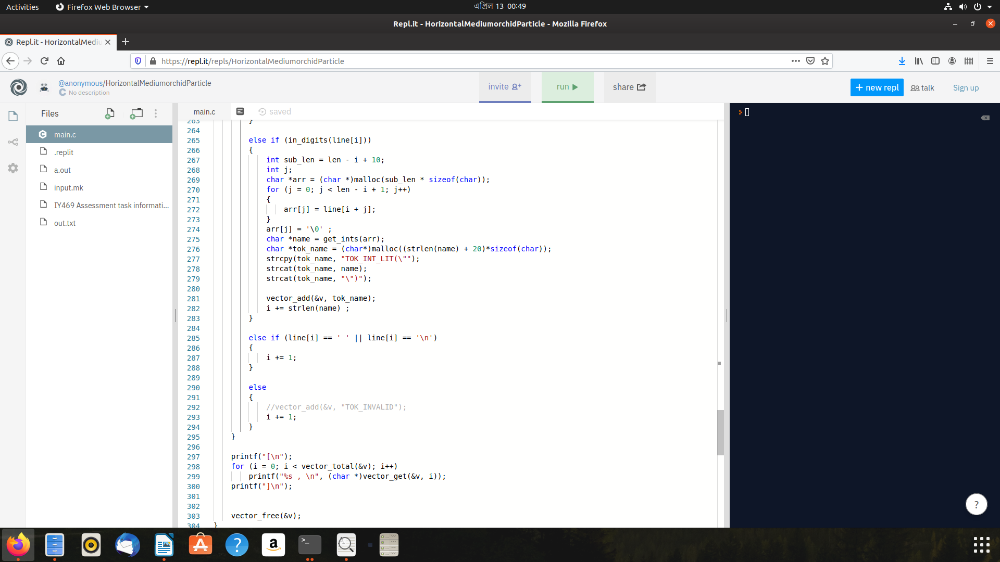 Activities
Firefox Web Browser
এপ্রিল 13 00:49
Repl.it - HorizontalMediumorchidParticle - Mozilla Firefox
Repl.it - HorizontalMediu
https://repl.it/repls/HorizontalMediumorchidParticle
@anonymous/HorizontalMediumorchidParticle
No description
invite
run
share
+ new repl
talk
Sign up
Files
main.c
.replit
a.out
input.mk
IY469 Assessment task informati...
out.txt
main.c
saved
263 }
264
265 else if (in_digits(line[i]))
266 {
267 int sub_len = len - i + 10;
268 int j;
269 char *arr = (char *)malloc(sub_len * sizeof(char));
270 for (j = 0; j < len - i + 1; j++)
271 {
272 arr[j] = line[i + j];
273 }
274 arr[j] = '\0' ;
275 char *name = get_ints(arr);
276 char *tok_name = (char*)malloc((strlen(name) + 20)*sizeof(char));
277 strcpy(tok_name, "TOK_INT_LIT(\"");
278 strcat(tok_name, name);
279 strcat(tok_name, "\")");
280
281 vector_add(&v, tok_name);
282 i += strlen(name) ;
283 }
284
285 else if (line[i] == ' ' || line[i] == '\n')
286 {
287 i += 1;
288 }
289
290 else
291 {
292 //vector_add(&v, "TOK_INVALID");
293 i += 1;
294 }
295 }
296
297 printf("[\n");
298 for (i = 0; i < vector_total(&v); i++)
299 printf("%s , \n", (char *)vector_get(&v, i));
300 printf("]\n");
301
302
303 vector_free(&v);
304 }
?